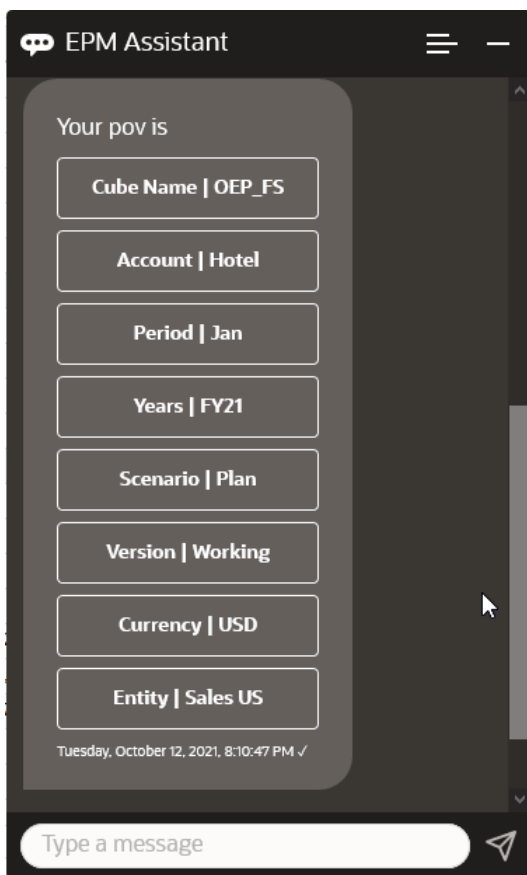 EPM Assistant
Your pov is
Cube Name | OEP_FS
Account | Hotel
Period | Jan
Years | FY21
Scenario | Plan
Version | Working
Currency | USD
Entity | Sales US
Tuesday, October 12, 2021, 8:10:47 PM ✓
Type a message